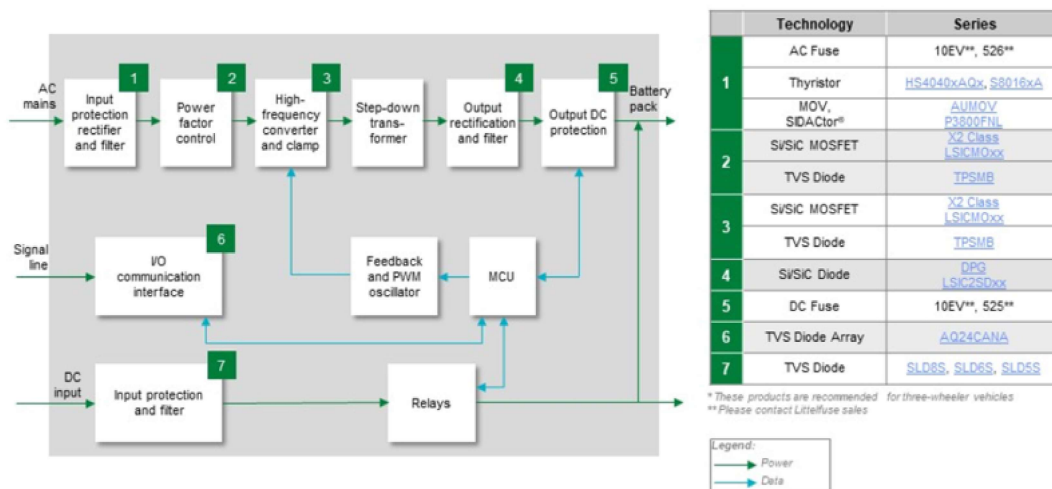 AC
mains
1
Input
protection
rectifier
and filter
2
Power
factor
control
3
High-
frequency
converter
and clamp
Step-down
trans-
former
4
Output
rectification
and filter
5
Output DC
protection
Battery
pack
Signal
line
6
I/O
communication
interface
Feedback
and PWM
oscillator
MCU
DC
input
7
Input protection
and filter
Relays
Technology Series
1
AC Fuse 10EV**, 526**
Thyristor HS4040xAQx, S8016xA
MOV, AUMOV
SIDACtor® P3800FNL
2
Si/SiC MOSFET X2 Class
LSICMOxx
TVS Diode TPSMB
3
Si/SiC MOSFET X2 Class
LSICMOxx
TVS Diode TPSMB
4
Si/SiC Diode DPG
LSIC2SDxx
5 DC Fuse 10EV**, 525**
6 TVS Diode Array AQ24CANA
7 TVS Diode SLD8S, SLD6S, SLD5S
* These products are recommended for three-wheeler vehicles
** Please contact Littelfuse sales
Legend:
Power
Data